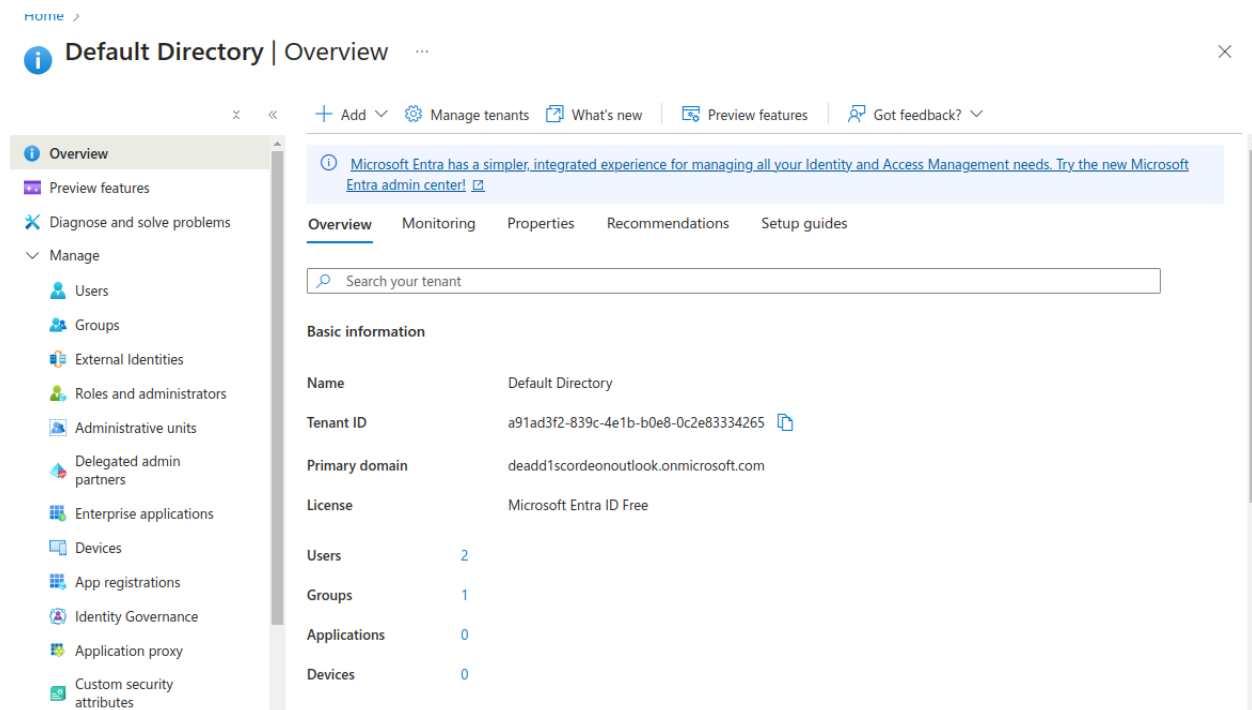 Home >
Default Directory | Overview ...
+ Add Manage tenants What's new Preview features Got feedback?
Overview
Preview features
Diagnose and solve problems
Manage
Users
Groups
External Identities
Roles and administrators
Administrative units
Delegated admin
partners
Enterprise applications
Devices
App registrations
Identity Governance
Application proxy
Custom security
attributes
Microsoft Entra has a simpler, integrated experience for managing all your Identity and Access Management needs. Try the new Microsoft
Entra admin center!
Overview Monitoring Properties Recommendations Setup guides
Search your tenant
Basic information
Name Default Directory
Tenant ID a91ad3f2-839c-4e1b-b0e8-0c2e83334265
Primary domain deadd1scordeonoutlook.onmicrosoft.com
License Microsoft Entra ID Free
Users 2
Groups 1
Applications 0
Devices 0